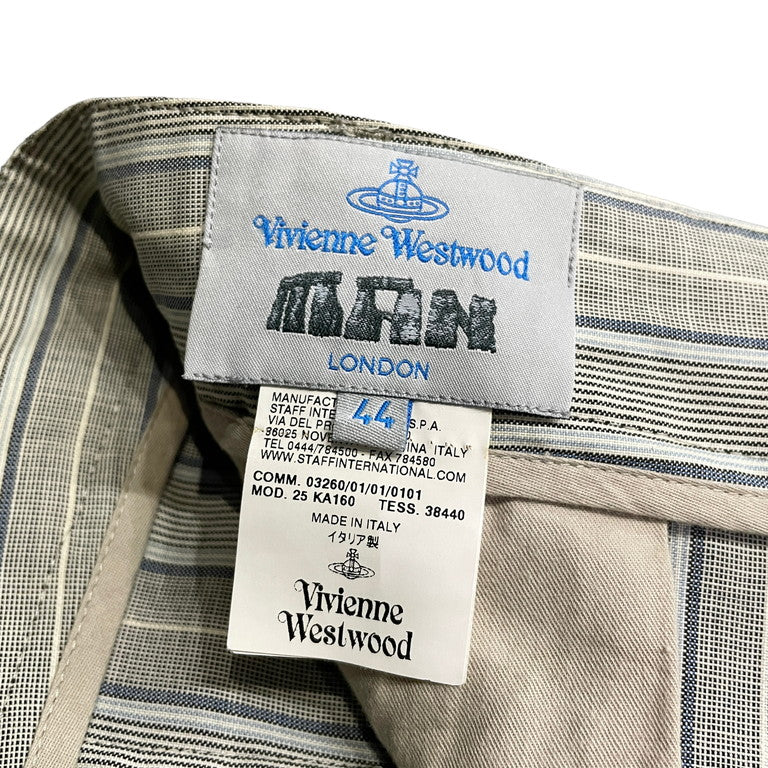 Vivienne Westwood
MAN
LONDON
44
MANUFACT
STAFF INTE S.P.A.
VIA DEL PR
36025 NOVE INA ITALY
TEL 0444/784500 - FAX 784580
WWW.STAFFINTERNATIONAL.COM
COMM. 03260/01/01/0101
MOD. 25 KA160 TESS. 38440
MADE IN ITALY
イタリア製
Vivienne
Westwood